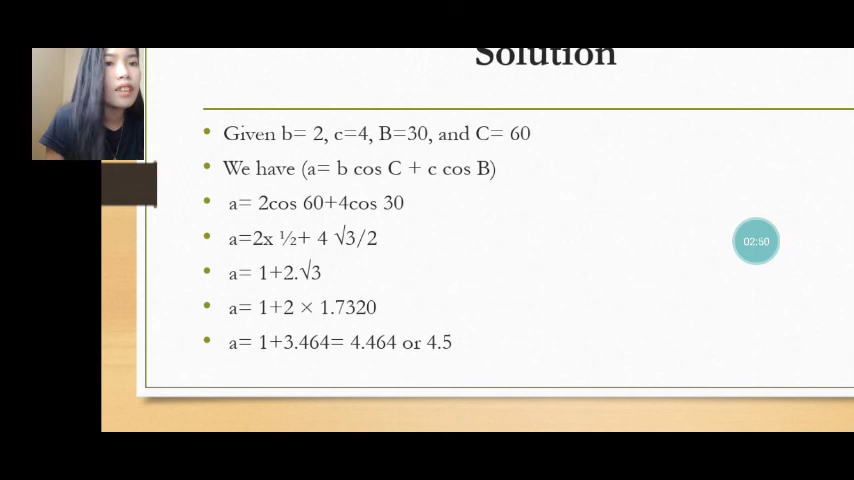 Solution
• Given b= 2, c=4, B=30, and C= 60
• We have (a= b cos C + c cos B)
• a= 2cos 60+4cos 30
• a=2x ½+ 4 √3/2
• a= 1+2.√3
• a= 1+2 × 1.7320
• a= 1+3.464= 4.464 or 4.5
02:50